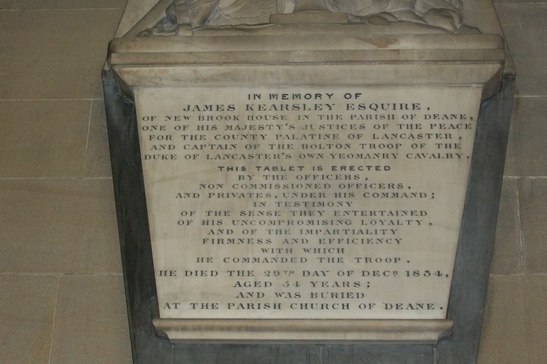 IN MEMORY OF
JAMES KEARSLEY ESQUIRE,
OF NEW BROOK HOUSE IN THE PARISH OF DEANE,
ONE OF HIS MAJESTY'S JUSTICES OF THE PEACE
FOR THE COUNTY PALATINE OF LANCASTER,
AND CAPTAIN OF THE BOLTON TROOP OF THE
DUKE OF LANCASTER'S OWN YEOMANRY CAVALRY.
THIS TABLET IS ERECTED
BY THE OFFICERS,
NON COMMISSIONED OFFICERS,
AND PRIVATES, UNDER HIS COMMAND;
IN TESTIMONY
OF THE SENSE THEY ENTERTAINED
OF HIS UNCOMPROMISING LOYALTY,
AND OF THE IMPARTIALITY
FIRMNESS AND EFFICIENCY
WITH WHICH
HE COMMANDED THE TROOP.
HE DIED THE 29TH DAY OF DECR. 1834,
AGED 54 YEARS;
AND WAS BURIED
AT THE PARISH CHURCH OF DEANE.